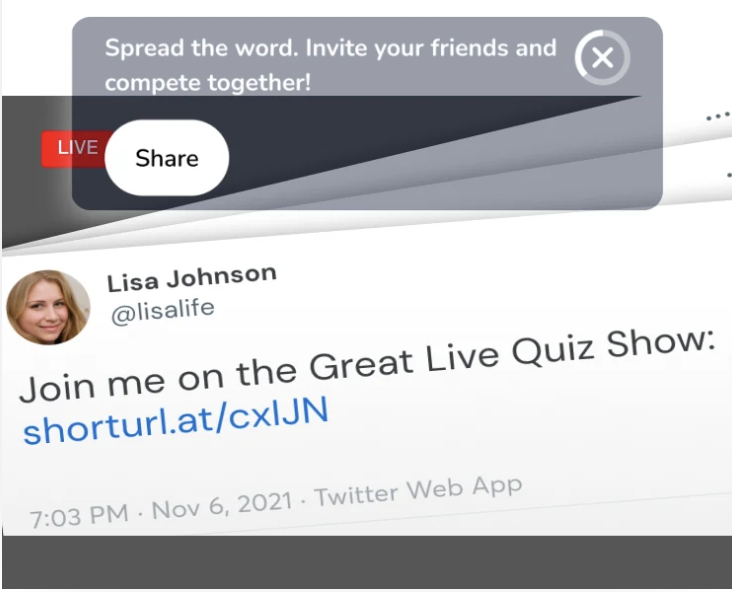 Spread the word. Invite your friends and
compete together!
LIVE
Share
Lisa Johnson
@lisalife
Join me on the Great Live Quiz Show:
shorturl.at/cxlJN
7:03 PM · Nov 6, 2021 · Twitter Web App